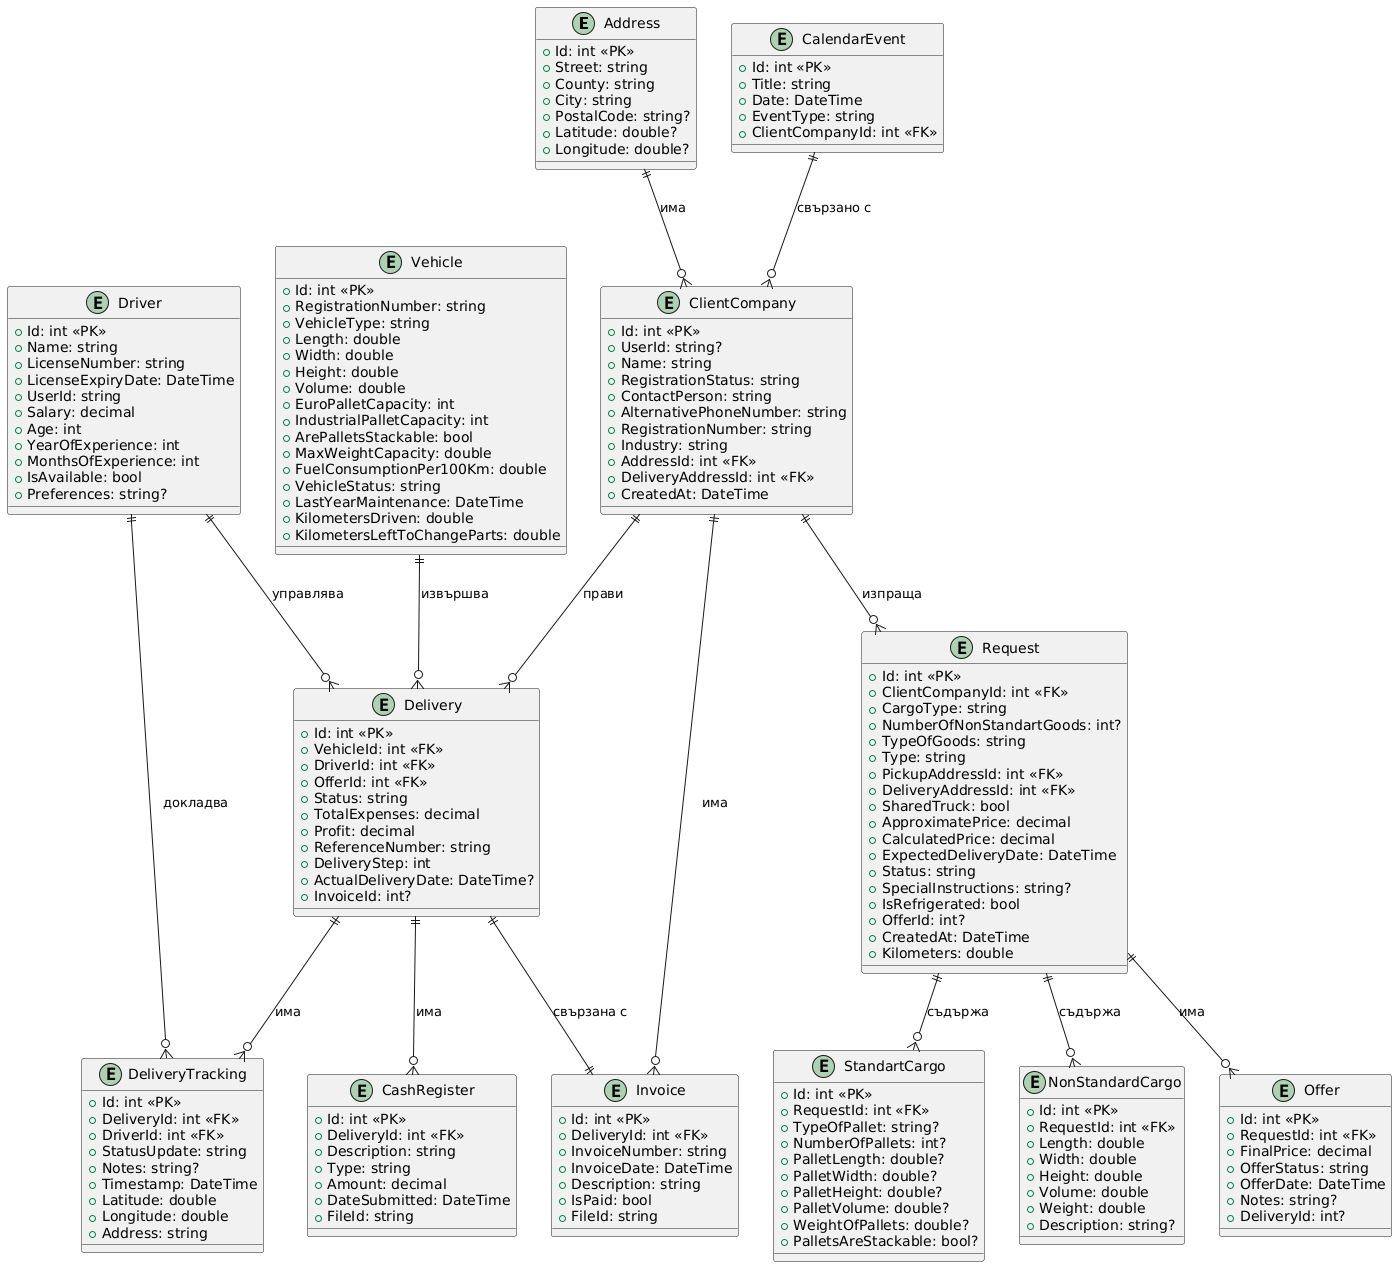 E Address
Id: int «PK»
Street: string
County: string
City: string
PostalCode: string?
Latitude: double?
Longitude: double?
E CalendarEvent
Id: int «PK»
Title: string
Date: DateTime
EventType: string
ClientCompanyId: int «FK»
има
свързано с
E Driver
Id: int «PK»
Name: string
LicenseNumber: string
LicenseExpiryDate: DateTime
UserId: string
Salary: decimal
Age: int
YearOfExperience: int
MonthsOfExperience: int
IsAvailable: bool
Preferences: string?
E Vehicle
Id: int «PK»
RegistrationNumber: string
VehicleType: string
Length: double
Width: double
Height: double
Volume: double
EuroPalletCapacity: int
IndustrialPalletCapacity: int
ArePalletsStackable: bool
MaxWeightCapacity: double
FuelConsumptionPer100Km: double
VehicleStatus: string
LastYearMaintenance: DateTime
KilometersDriven: double
KilometersLeftToChangeParts: double
E ClientCompany
Id: int «PK»
UserId: string?
Name: string
RegistrationStatus: string
ContactPerson: string
AlternativePhoneNumber: string
RegistrationNumber: string
Industry: string
AddressId: int «FK»
DeliveryAddressId: int «FK»
CreatedAt: DateTime
управлява
извършва
прави
изпраща
докладва
има
E Delivery
Id: int «PK»
VehicleId: int «FK»
DriverId: int «FK»
OfferId: int «FK»
Status: string
TotalExpenses: decimal
Profit: decimal
ReferenceNumber: string
DeliveryStep: int
ActualDeliveryDate: DateTime?
InvoiceId: int?
E Request
Id: int «PK»
ClientCompanyId: int «FK»
CargoType: string
NumberOfNonStandartGoods: int?
TypeOfGoods: string
Type: string
PickupAddressId: int «FK»
DeliveryAddressId: int «FK»
SharedTruck: bool
ApproximatePrice: decimal
CalculatedPrice: decimal
ExpectedDeliveryDate: DateTime
Status: string
SpecialInstructions: string?
IsRefrigerated: bool
OfferId: int?
CreatedAt: DateTime
Kilometers: double
има
има
свързана с
съдържа
съдържа
има
E DeliveryTracking
Id: int «PK»
DeliveryId: int «FK»
DriverId: int «FK»
StatusUpdate: string
Notes: string?
Timestamp: DateTime
Latitude: double
Longitude: double
Address: string
E CashRegister
Id: int «PK»
DeliveryId: int «FK»
Description: string
Type: string
Amount: decimal
DateSubmitted: DateTime
FileId: string
E Invoice
Id: int «PK»
DeliveryId: int «FK»
InvoiceNumber: string
InvoiceDate: DateTime
Description: string
IsPaid: bool
FileId: string
E StandartCargo
Id: int «PK»
RequestId: int «FK»
TypeOfPallet: string?
NumberOfPallets: int?
PalletLength: double?
PalletWidth: double?
PalletHeight: double?
PalletVolume: double?
WeightOfPallets: double?
PalletsAreStackable: bool?
E NonStandardCargo
Id: int «PK»
RequestId: int «FK»
Length: double
Width: double
Height: double
Volume: double
Weight: double
Description: string?
E Offer
Id: int «PK»
RequestId: int «FK»
FinalPrice: decimal
OfferStatus: string
OfferDate: DateTime
Notes: string?
DeliveryId: int?